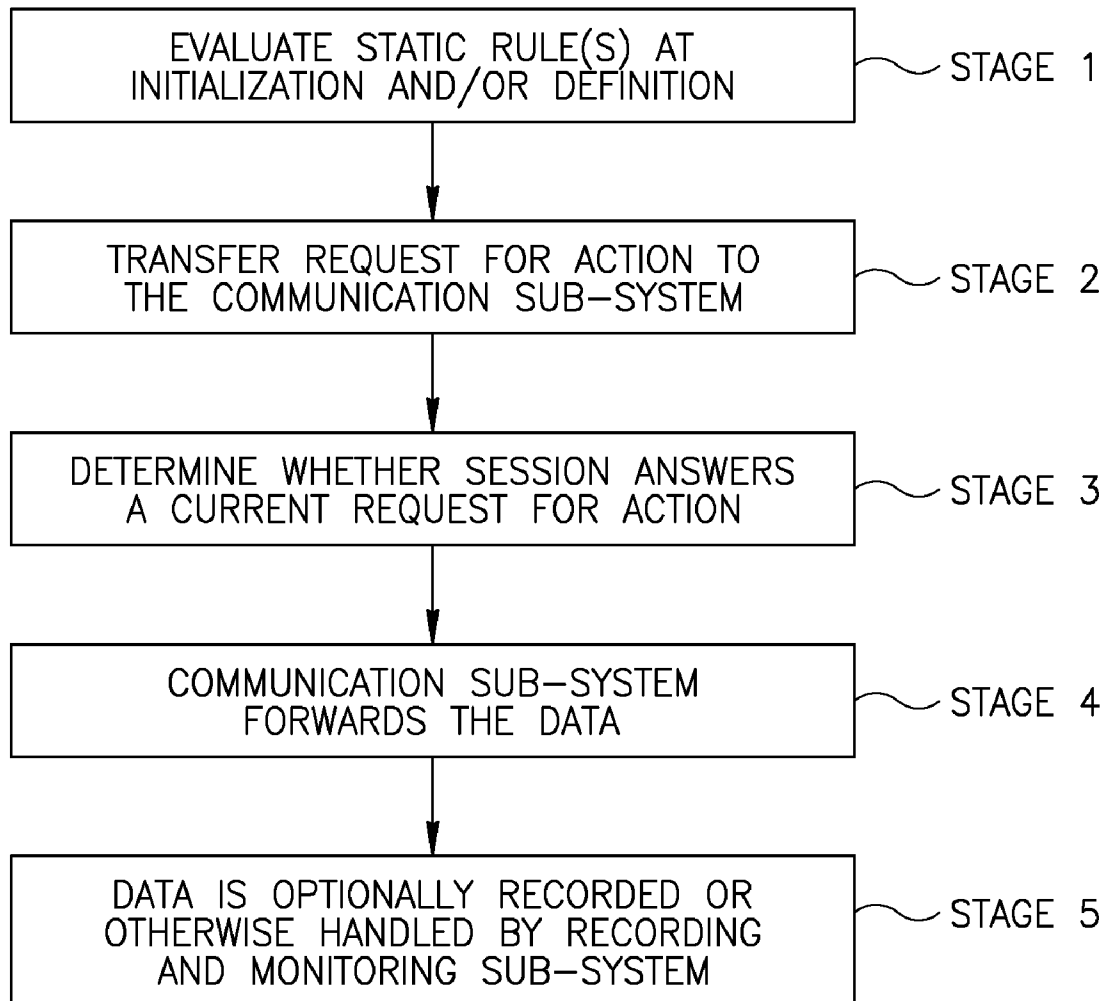 EVALUATE STATIC RULE(S) AT
INITIALIZATION AND/OR DEFINITION
STAGE 1
TRANSFER REQUEST FOR ACTION TO
THE COMMUNICATION SUB-SYSTEM
STAGE 2
DETERMINE WHETHER SESSION ANSWERS
A CURRENT REQUEST FOR ACTION
STAGE 3
COMMUNICATION SUB-SYSTEM
FORWARDS THE DATA
STAGE 4
DATA IS OPTIONALLY RECORDED OR
OTHERWISE HANDLED BY RECORDING
AND MONITORING SUB-SYSTEM
STAGE 5